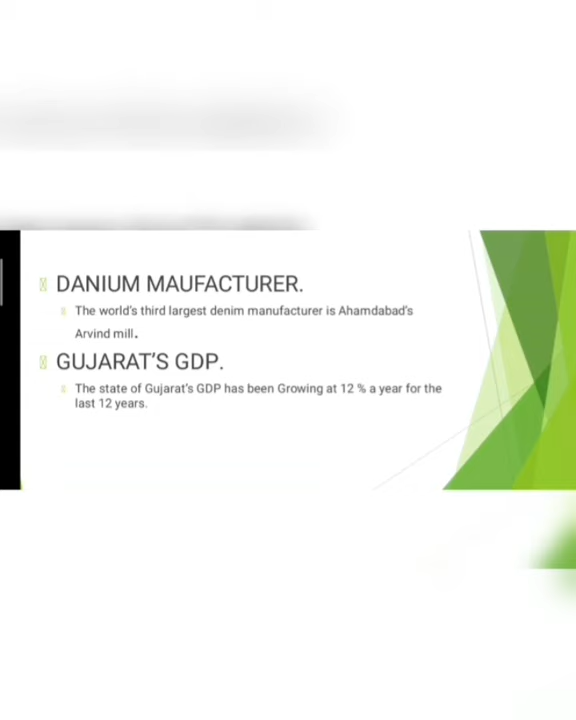 DANIUM MAUFACTURER.
The world's third largest denim manufacturer is Ahamdabad's
Arvind mill.
GUJARAT'S GDP.
The state of Gujarat's GDP has been Growing at 12 % a year for the
last 12 years.